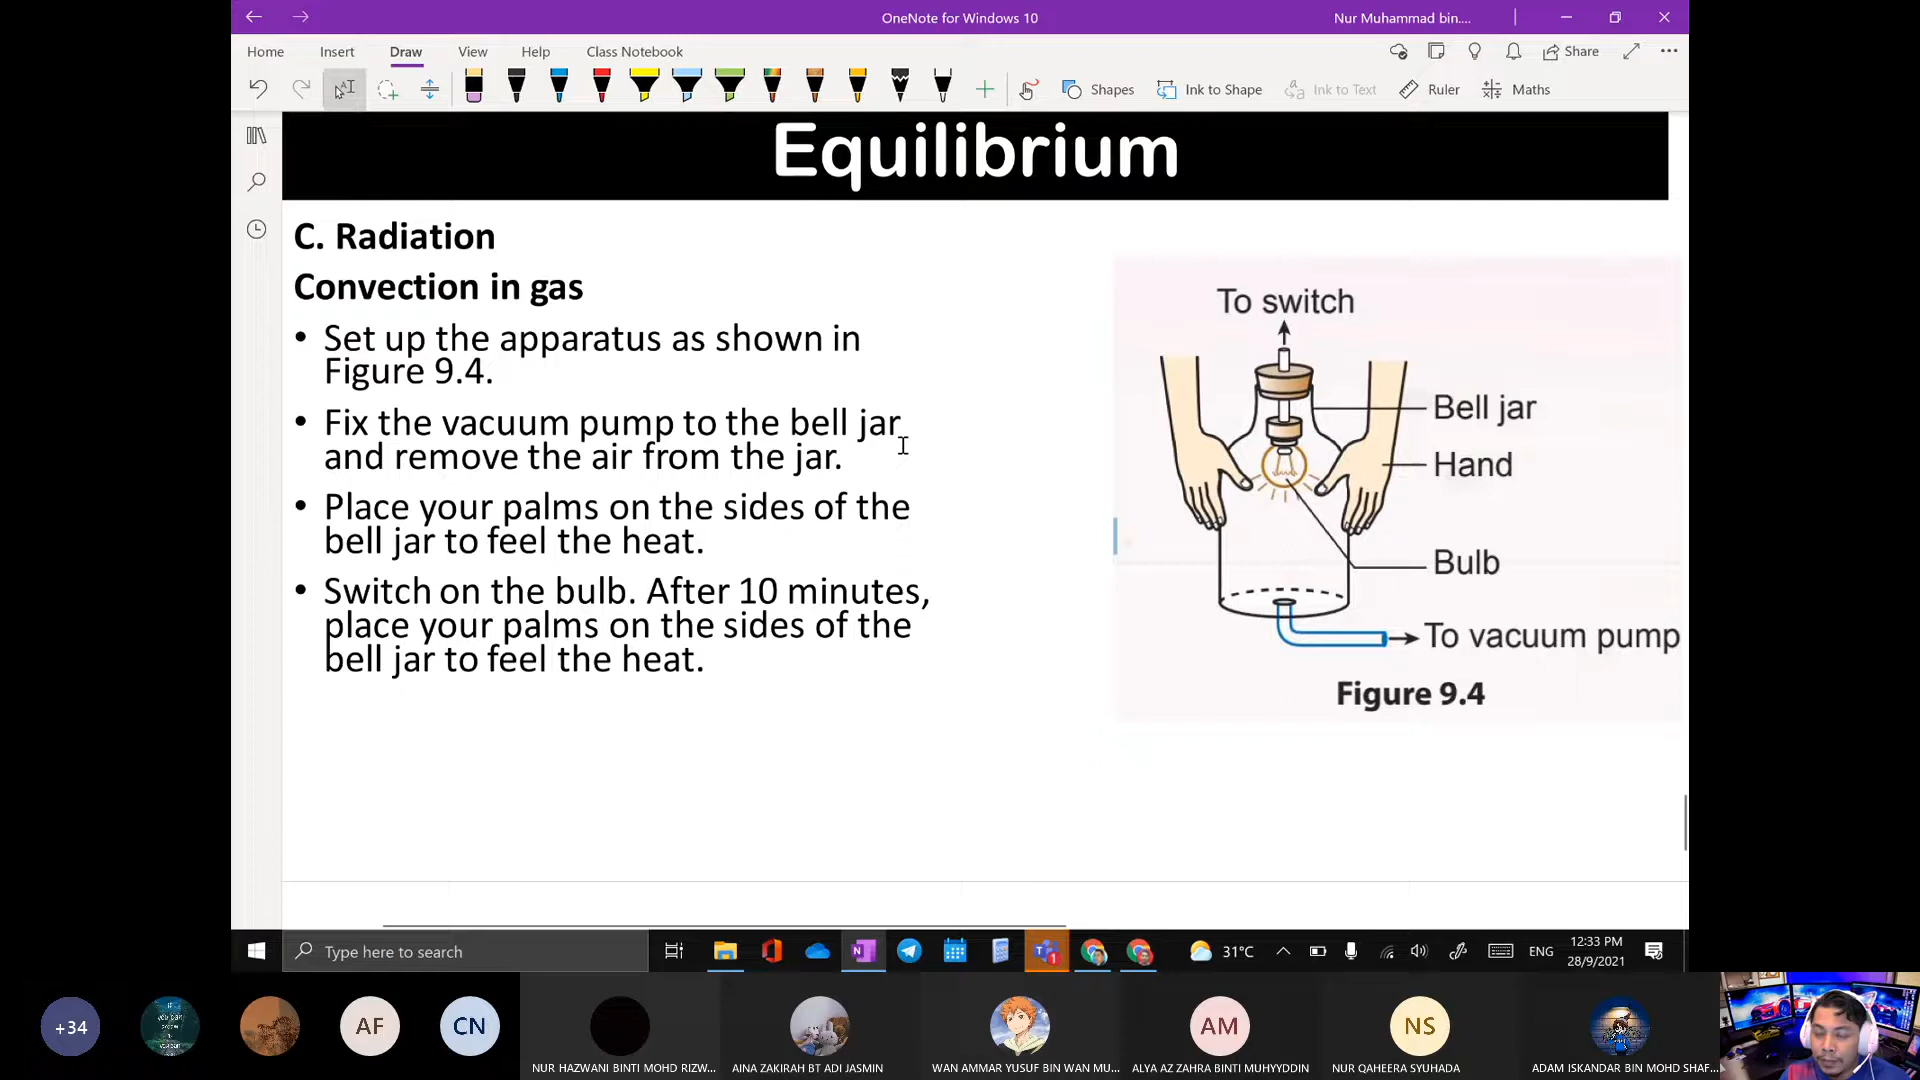 OneNote for Windows 10
Nur Muhammad bin....
Home Insert Draw View Help Class Notebook
Share
Shapes Ink to Shape Ink to Text Ruler Maths
Equilibrium
C. Radiation
Convection in gas
• Set up the apparatus as shown in
Figure 9.4.
• Fix the vacuum pump to the bell jar
and remove the air from the jar.
• Place your palms on the sides of the
bell jar to feel the heat.
• Switch on the bulb. After 10 minutes,
place your palms on the sides of the
bell jar to feel the heat.
To switch
Bell jar
Hand
Bulb
To vacuum pump
Figure 9.4
Type here to search
31°C
ENG
12:33 PM
28/9/2021
+34
AF
CN
AM
NS
NUR HAZWANI BINTI MOHD RIZW...
AINA ZAKIRAH BT ADI JASMIN
WAN AMMAR YUSUF BIN WAN MU...
ALYA AZ ZAHRA BINTI MUHYYDDIN
NUR QAHEERA SYUHADA
ADAM ISKANDAR BIN MOHD SHAF...